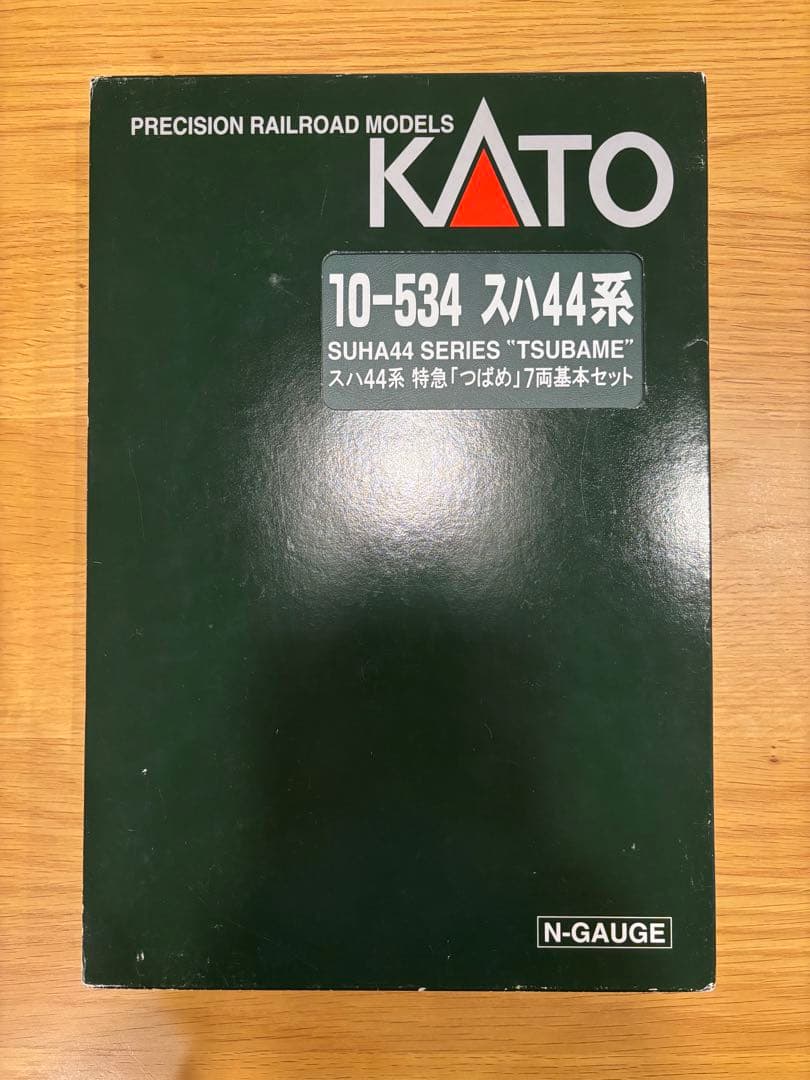 PRECISION RAILROAD MODELS
KATO
10-534 スハ44系
SUHA44 SERIES “TSUBAME”
スハ44系 特急「つばめ」7両基本セット
N-GAUGE